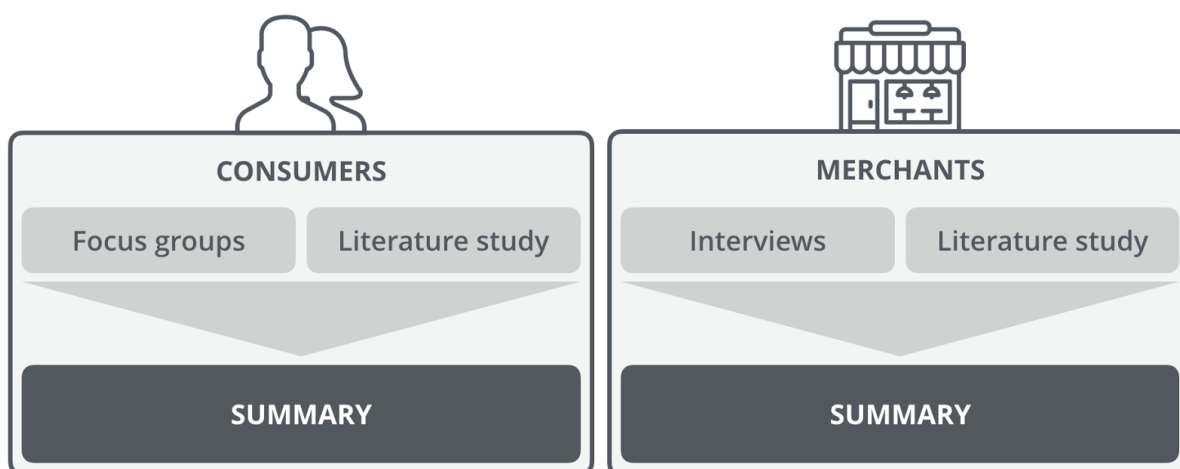 CONSUMERS
Focus groups
Literature study
SUMMARY
MERCHANTS
Interviews
Literature study
SUMMARY